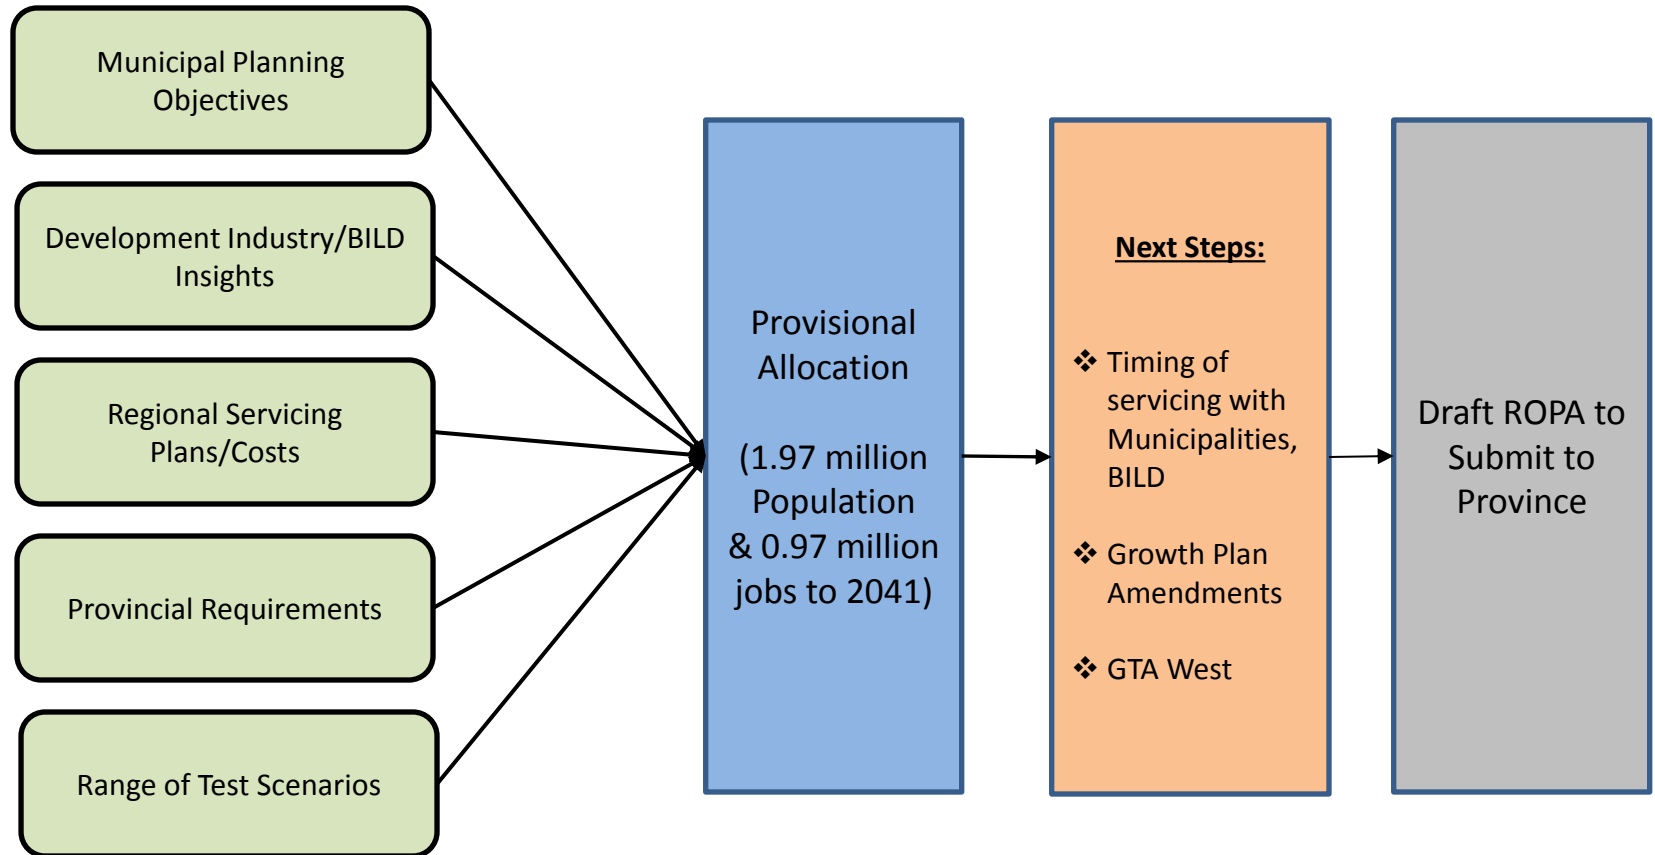 Municipal Planning
Objectives
Development Industry/BILD
Insights
Regional Servicing
Plans/Costs
Provincial Requirements
Range of Test Scenarios
Provisional
Allocation
(1.97 million
Population
& 0.97 million
jobs to 2041)
Next Steps:
❖ Timing of
servicing with
Municipalities,
BILD
❖ Growth Plan
Amendments
❖ GTA West
Draft ROPA to
Submit to
Province